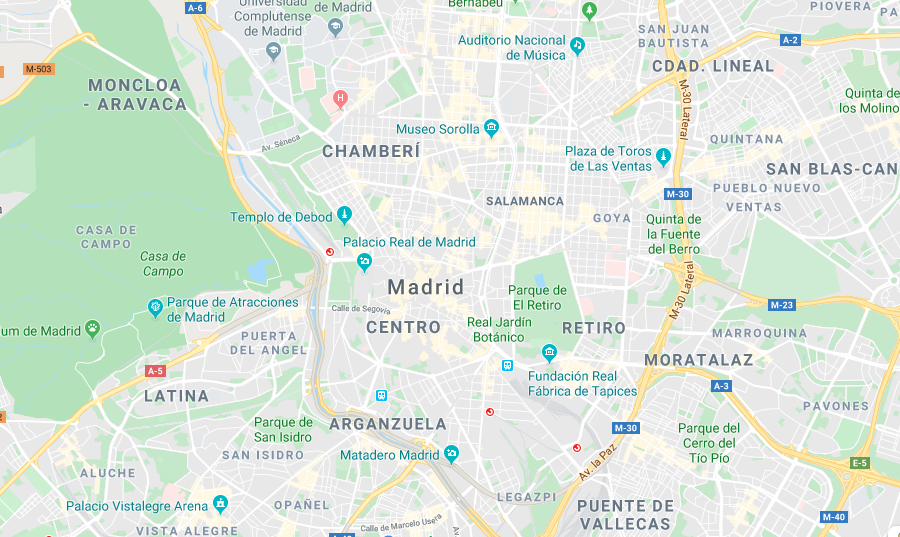 Universidad
Complutense
de Madrid
de Madrid
Bernabéu
PIOVERA
A-6
Auditorio Nacional
de Música
SAN JUAN
BAUTISTA
A-2
M-503
CDAD. LINEAL
MONCLOA
- ARAVACA
Quinta de
los Molino
M-30 Lateral
H
Museo Sorolla
Av. Séneca
CHAMBERÍ
QUINTANA
Plaza de Toros
de Las Ventas
SAN BLAS-CAN
M-30
PUEBLO NUEVO
VENTAS
SALAMANCA
GOYA
Templo de Debod
Quinta de
la Fuente
del Berro
CASA DE
CAMPO
Palacio Real de Madrid
Casa de
Campo
Madrid
Parque de
El Retiro
M-30 Lateral
Parque de Atracciones
de Madrid
Calle de Segovia
M-23
um de Madrid
CENTRO
Real Jardín
Botánico
RETIRO
MARROQUINA
PUERTA
DEL ANGEL
MORATALAZ
A-5
Fundación Real
Fábrica de Tapices
A-3
LATINA
PAVONES
Parque de
San Isidro
ARGANZUELA
M-30
Parque del
Cerro del
Tío Pío
SAN ISIDRO
Matadero Madrid
Av. la Paz
E-5
ALUCHE
LEGAZPI
Palacio Vistalegre Arena
OPAÑEL
PUENTE DE
VALLECAS
M-40
Calle de Marcelo Usera
VISTA ALEGRE